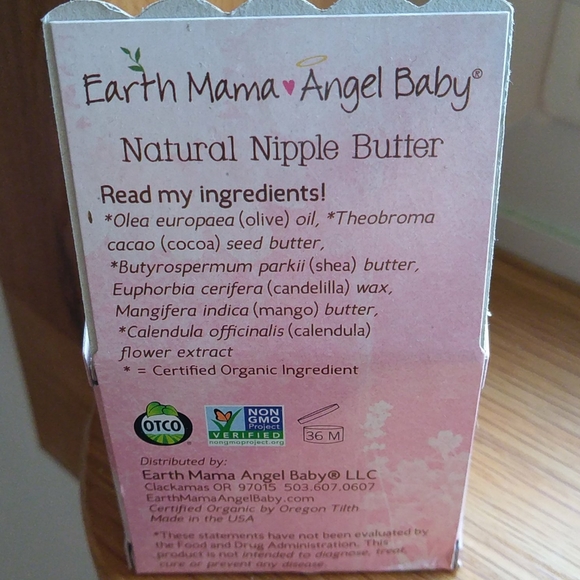 Earth Mama Angel Baby®
Natural Nipple Butter
Read my ingredients!
*Olea europaea (olive) oil, *Theobroma
cacao (cocoa) seed butter,
*Butyrospermum parkii (shea) butter,
Euphorbia cerifera (candelilla) wax,
Mangifera indica (mango) butter,
*Calendula officinalis (calendula)
flower extract
* = Certified Organic Ingredient
OTCO
NON
GMO
Project
VERIFIED
nongmoproject.org
36 M
Distributed by:
Earth Mama Angel Baby® LLC
Clackamas OR 97015 503.607.0607
EarthMamaAngelBaby.com
Certified Organic by Oregon Tilth
Made in the USA
*These statements have not been evaluated by
the Food and Drug Administration. This
product is not intended to diagnose, treat,
cure or prevent any disease.